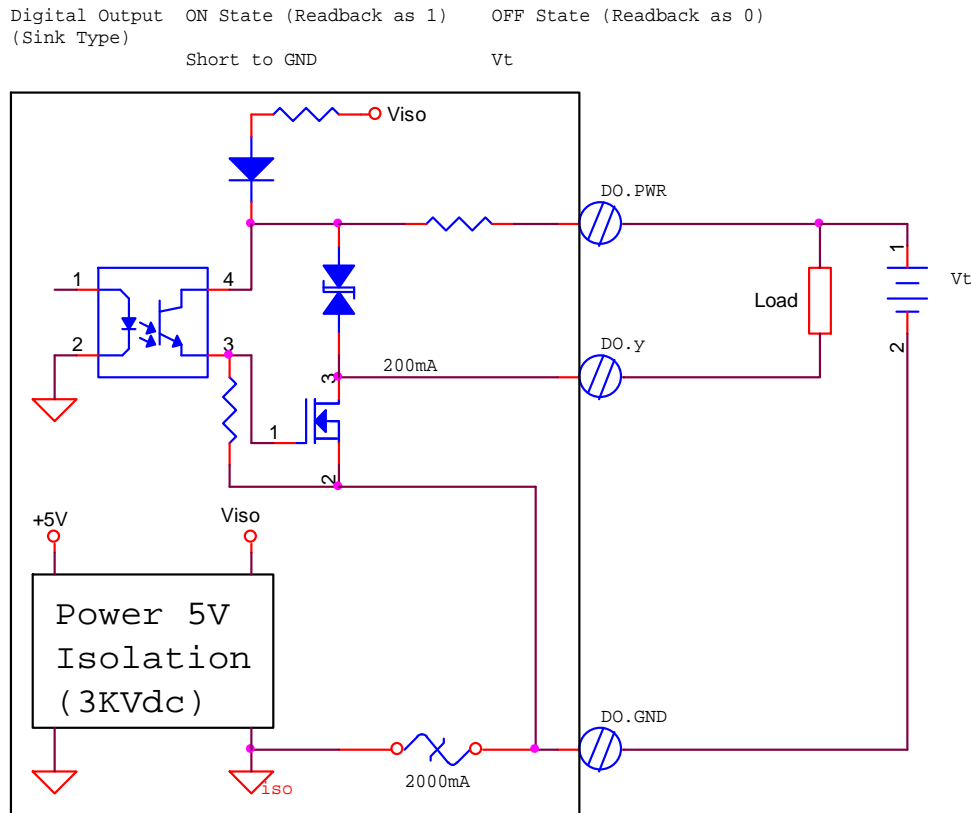 Digital Output ON State (Readback as 1) OFF State (Readback as 0)
(Sink Type)
Short to GND Vt
Viso
DO.PWR
1
4
1
Load
Vt
2
3
3
200mA
DO.y
2
1
2
+5V
Viso
Power 5V
Isolation
(3KVdc)
DO.GND
iso
2000mA